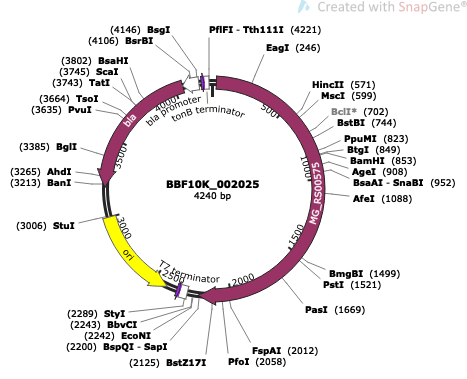 Created with SnapGene®
(4146) BsgI
(4106) BsrBI
PflFI - Tth111I (4221)
EagI (246)
(3802) BsaHI
(3745) ScaI
(3743) TatI
(3664) TsoI
(3635) PvuI
(3385) BglI
(3265) AhdI
(3213) BanI
(3006) StuI
HincII (571)
MscI (599)
BclI* (702)
BstBI (744)
PpuMI (823)
BtgI (849)
BamHI (853)
AgeI (908)
BsaAI - SnaBI (952)
AfeI (1088)
BmgBI (1499)
PstI (1521)
PasI (1669)
FspAI (2012)
PfoI (2058)
(2289) StyI
(2243) BbvCI
(2242) EcoNI
(2200) BspQI - SapI
(2125) BstZ17I
bla
bla promoter
tonB terminator
MG_RS00575
T7 terminator
ori
500
1000
1500
2000
2500
3000
3500
4000
BBF10K_002025
4240 bp